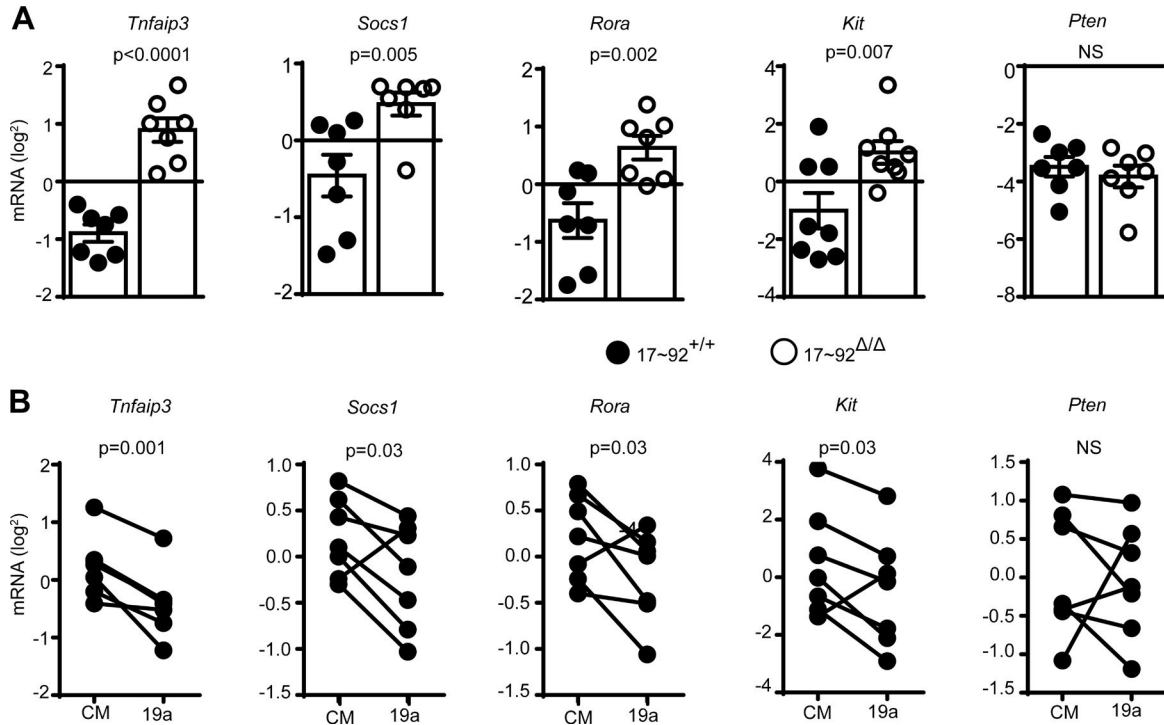 A
Tnfaip3 Socs1 Rora Kit Pten
p<0.0001 p=0.005 p=0.002 p=0.007 NS
mRNA (log²)
2 1 0 -1 -2
1 0 -1 -2
2 1 0 -1 -2
4 2 0 -2 -4
0 -2 -4 -6 -8
17~92+/+ 17~92Δ/Δ
B
Tnfaip3 Socs1 Rora Kit Pten
p=0.001 p=0.03 p=0.03 p=0.03 NS
mRNA (log²)
2 1 0 -1 -2
1.0 0.5 0.0 -0.5 -1.0 -1.5
1.0 0.5 0.0 -0.5 -1.0 -1.5
-4
4 2 0 -2 -4
1.5 1.0 0.5 0.0 -0.5 -1.0 -1.5
CM 19a CM 19a CM 19a CM 19a CM 19a